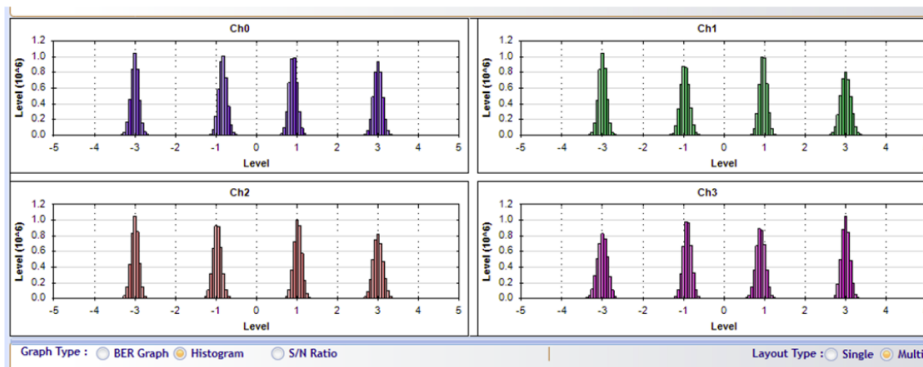 Ch0
1.2
1.0
0.8
0.6
0.4
0.2
0.0
Level (10^6)
-5 -4 -3 -2 -1 0 1 2 3 4 5
Level
Ch1
1.2
1.0
0.8
0.6
0.4
0.2
0.0
Level (10^6)
-5 -4 -3 -2 -1 0 1 2 3 4
Level
Ch2
1.2
1.0
0.8
0.6
0.4
0.2
0.0
Level (10^6)
-5 -4 -3 -2 -1 0 1 2 3 4 5
Level
Ch3
1.2
1.0
0.8
0.6
0.4
0.2
0.0
Level (10^6)
-5 -4 -3 -2 -1 0 1 2 3 4
Level
Graph Type : BER Graph Histogram S/N Ratio Layout Type : Single Multi